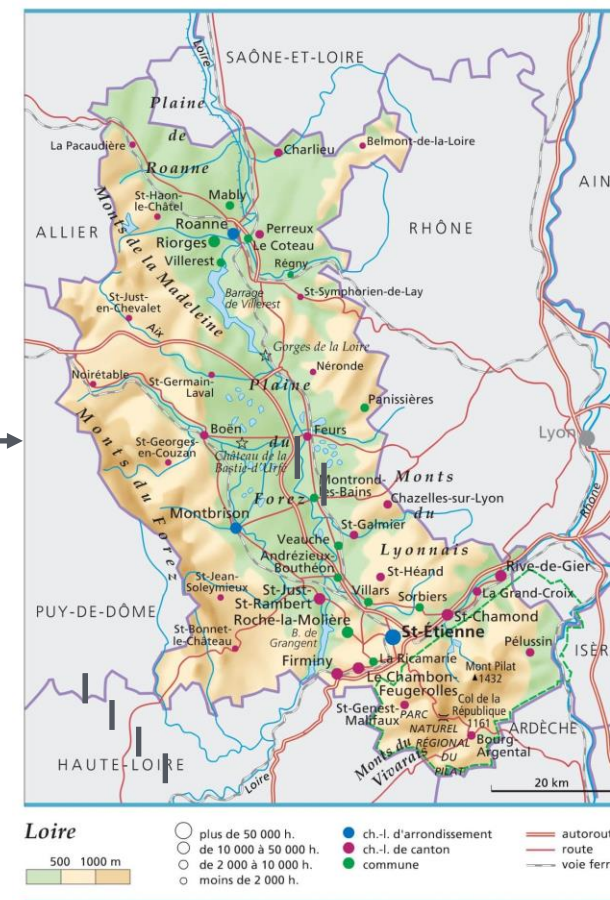 SAÔNE-ET-LOIRE
Loire
Plaine
de
Roanne
La Pacaudière
Charlieu
Belmont-de-la-Loire
AIN
St-Haon-
le-Châtel
Mably
ALLIER
Monts de la Madeleine
Roanne
Perreux
RHÔNE
Riorges
Le Coteau
Villerest
Régny
St-Just-
en-Chevalet
Barrage
de Villerest
St-Symphorien-de-Lay
Aix
Gorges de la Loire
Noirétable
St-Germain-
Laval
Plaine
Néronde
Panissières
Boën
du
Feurs
Lyon
St-Georges-
en-Couzan
Château de la
Bastie-d'Urfé
Monts du Forez
Forez
Montrond-
les-Bains
Monts
Chazelles-sur-Lyon
du
Rhône
Montbrison
St-Galmier
Veauche
Lyonnais
Andrézieux-
Bouthéon
St-Héand
Rive-de-Gier
St-Jean-
Soleymieux
St-Just-
St-Rambert
Villars
Sorbiers
La Grand-Croix
PUY-DE-DÔME
Roche-la-Molière
St-Chamond
St-Bonnet-
le-Château
B. de
Grangent
St-Étienne
Pélussin
ISÈR
Firminy
La Ricamarie
Mont Pilat
1432
Le Chambon-
Feugerolles
Col de la
République
1161
St-Genest-
Malifaux
PARC
NATUREL
RÉGIONAL
DU
PILAT
ARDÈCHE
Bourg-
Argental
HAUTE-LOIRE
Monts du
Vivarais
Loire
20 km
Loire
500 1000 m
plus de 50 000 h.
de 10 000 à 50 000 h.
de 2 000 à 10 000 h.
moins de 2 000 h.
ch.-l. d'arrondissement
ch.-l. de canton
commune
autorout
route
voie ferr